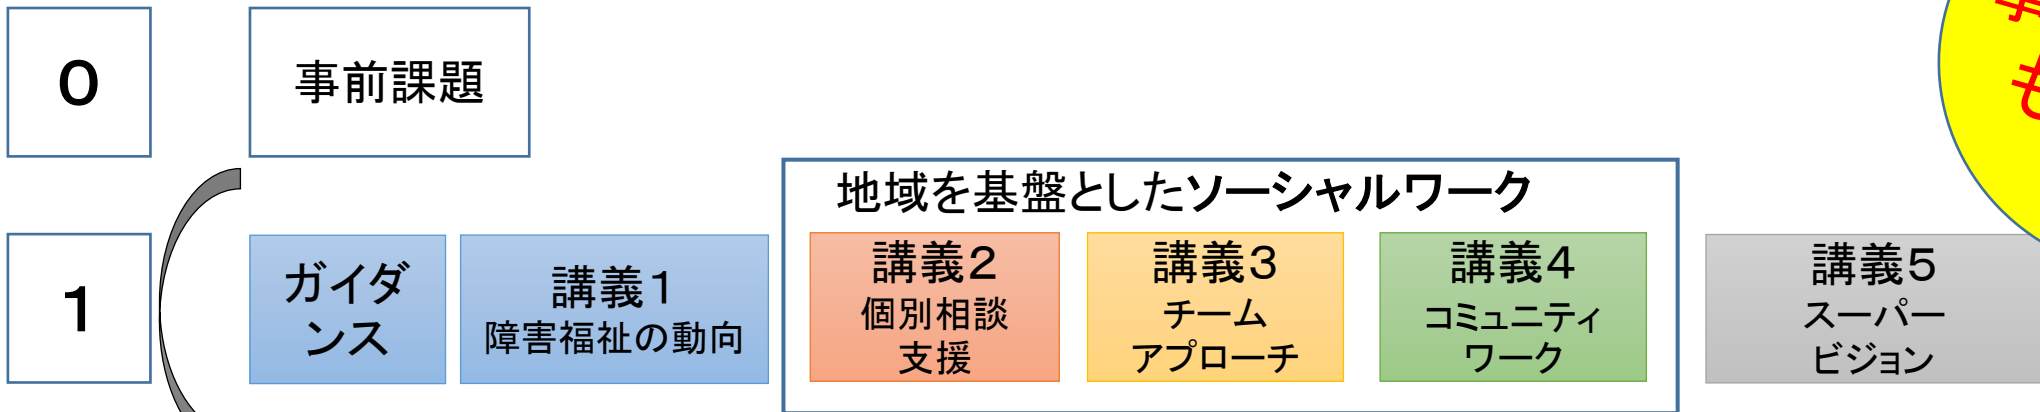 ０
事前課題
も
地域を基盤としたソーシャルワーク
１
ガイダ
ンス
講義１
障害福祉の動向
講義２
個別相談
支援
講義３
チーム
アプローチ
講義４
コミュニティ
ワーク
講義５
スーパー
ビジョン